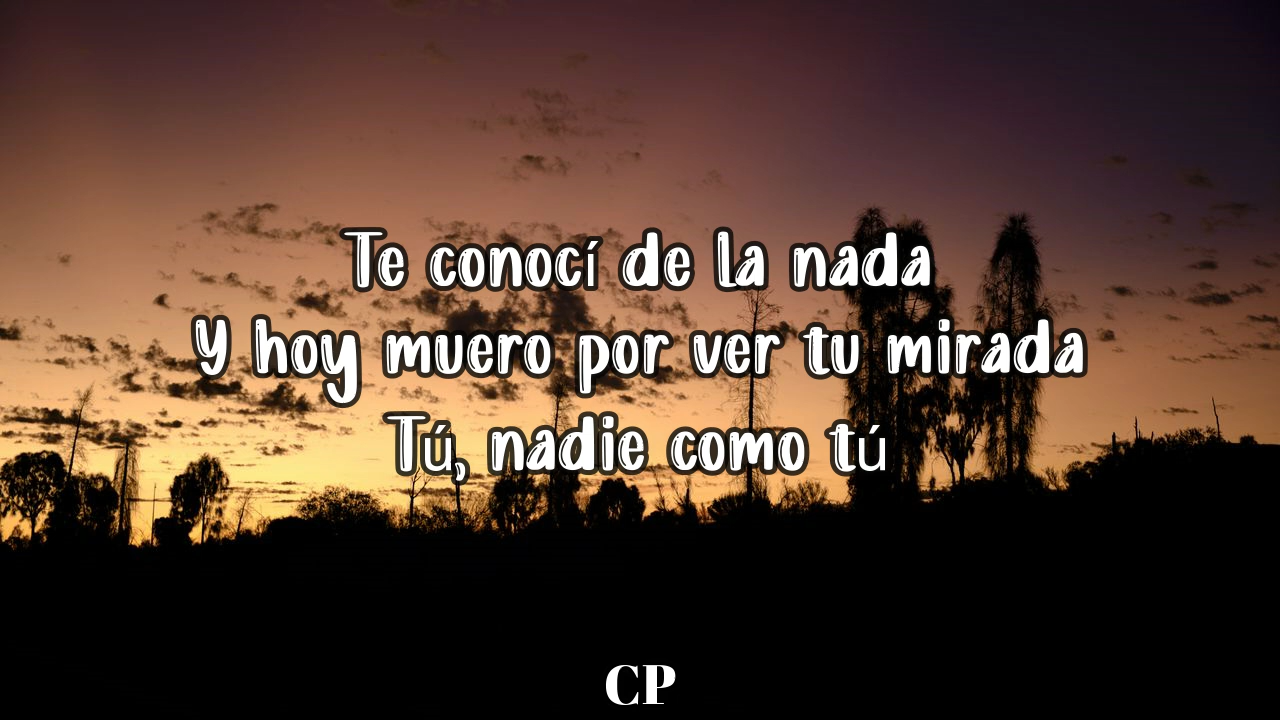 Te conocí de la nada
Y hoy muero por ver tu mirada
Tú, nadie como tú
CP